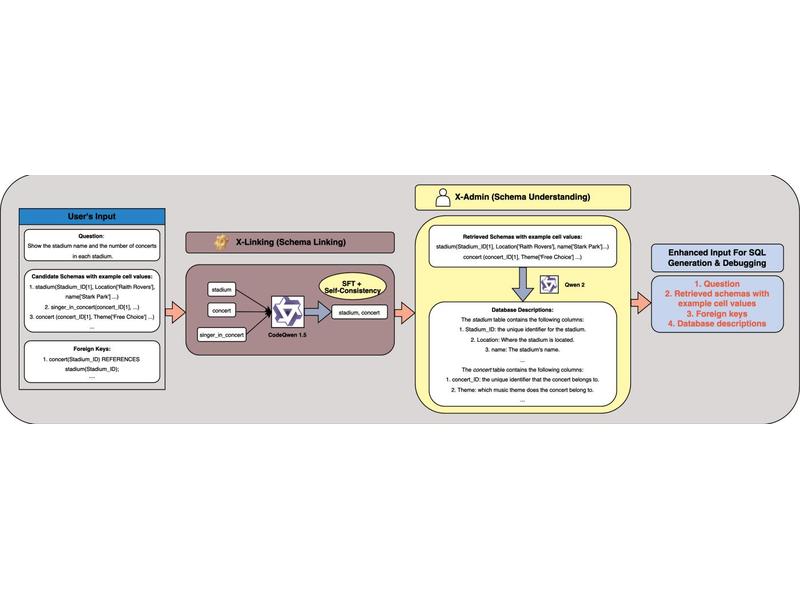 User's Input
Question:
Show the stadium name and the number of concerts
in each stadium.
Candidate Schemas with example cell values:
1. stadium(Stadium_ID[1], Location['Raith Rovers'],
name['Stark Park'] ...)
2. singer_in_concert(concert_ID[1], ...)
3. concert (concert_ID[1], Theme['Free Choice'] ...)
...
Foreign Keys:
1. concert(Stadium_ID) REFERENCES
stadium(Stadium_ID);
....
X-Linking (Schema Linking)
stadium
concert
singer_in_concert
CodeQwen 1.5
SFT +
Self-Consistency
stadium, concert
X-Admin (Schema Understanding)
Retrieved Schemas with example cell values:
stadium(Stadium_ID[1], Location['Raith Rovers'], name['Stark Park']...)
concert (concert_ID[1], Theme['Free Choice'] ...)
Qwen 2
Database Descriptions:
The stadium table contains the following columns:
1. Stadium_ID: the unique identifier for the stadium.
2. Location: Where the stadium is located.
3. name: The stadium's name.
...
The concert table contains the following columns:
1. concert_ID: the unique identifier that the concert belongs to.
2. Theme: which music theme does the concert belong to.
...
Enhanced Input For SQL
Generation & Debugging
1. Question
2. Retrieved schemas with
example cell values
3. Foreign keys
4. Database descriptions